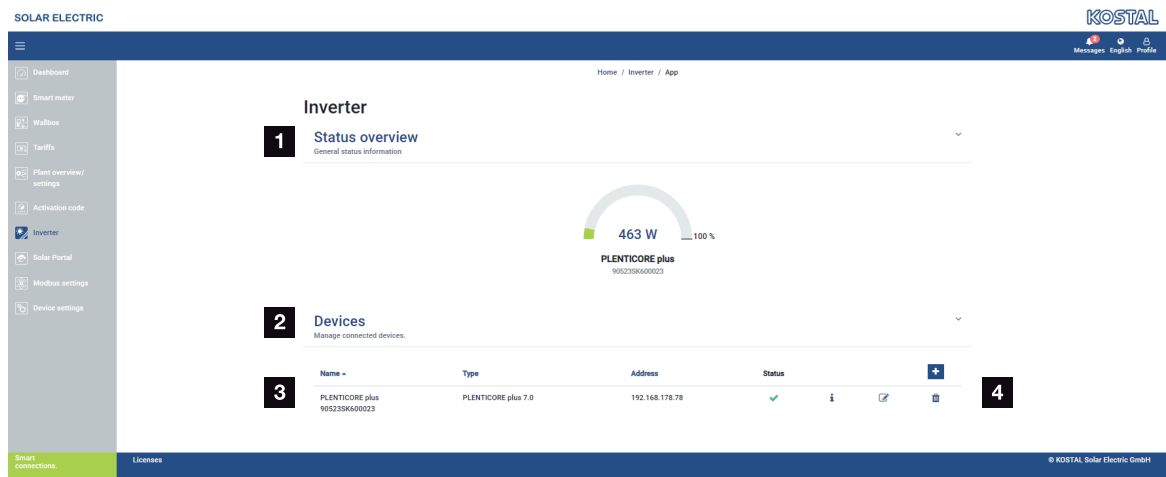 SOLAR ELECTRIC
KOSTAL
2
Messages English Profile
Dashboard
Smart meter
Wallbox
Tariffs
Plant overview/
settings
Activation code
Inverter
Solar Portal
Modbus settings
Device settings
Home / Inverter / App
Inverter
1
Status overview
General status information
463 W
100 %
PLENTICORE plus
90523SK600023
2
Devices
Manage connected devices.
Name Type Address Status
3
PLENTICORE plus PLENTICORE plus 7.0 192.168.178.78
90523SK600023
4
Smart
connections.
Licenses
© KOSTAL Solar Electric GmbH